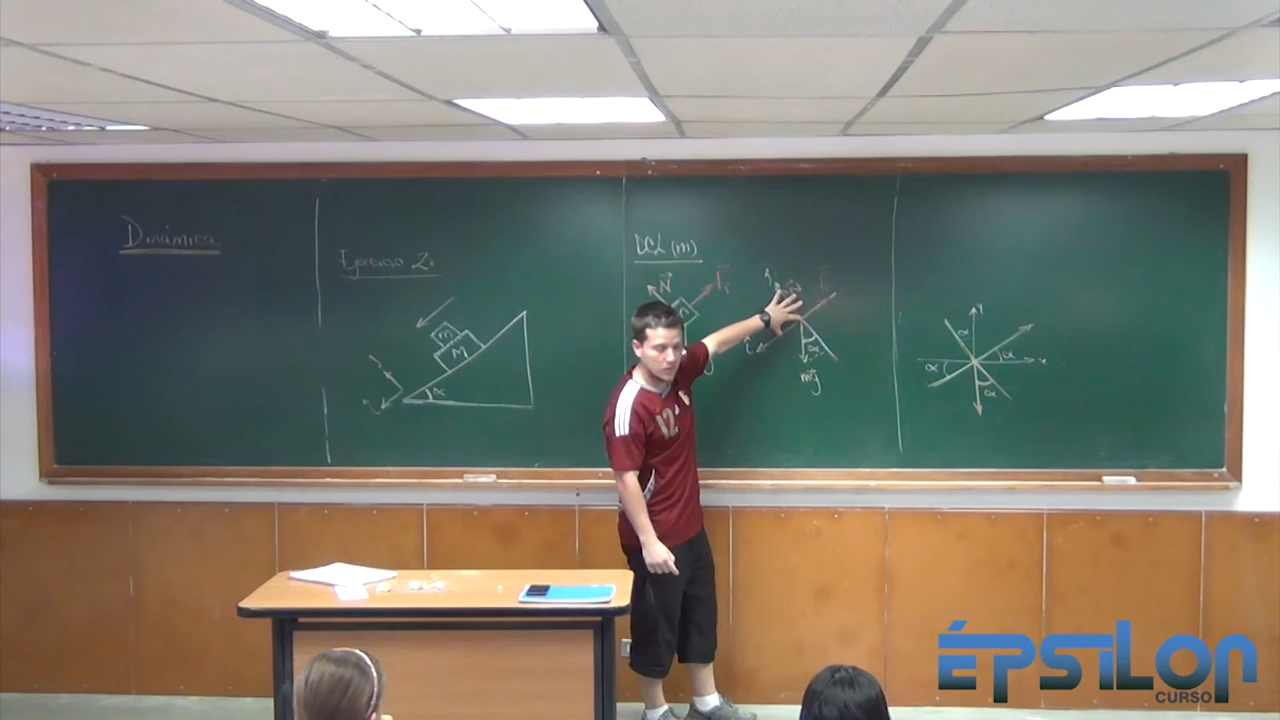 Dinámica
Ejercicio 2:
m
M
α
DCL (m)
N
α
mg
y
α
α
x
α
α
12
ÉPSILON
CURSO